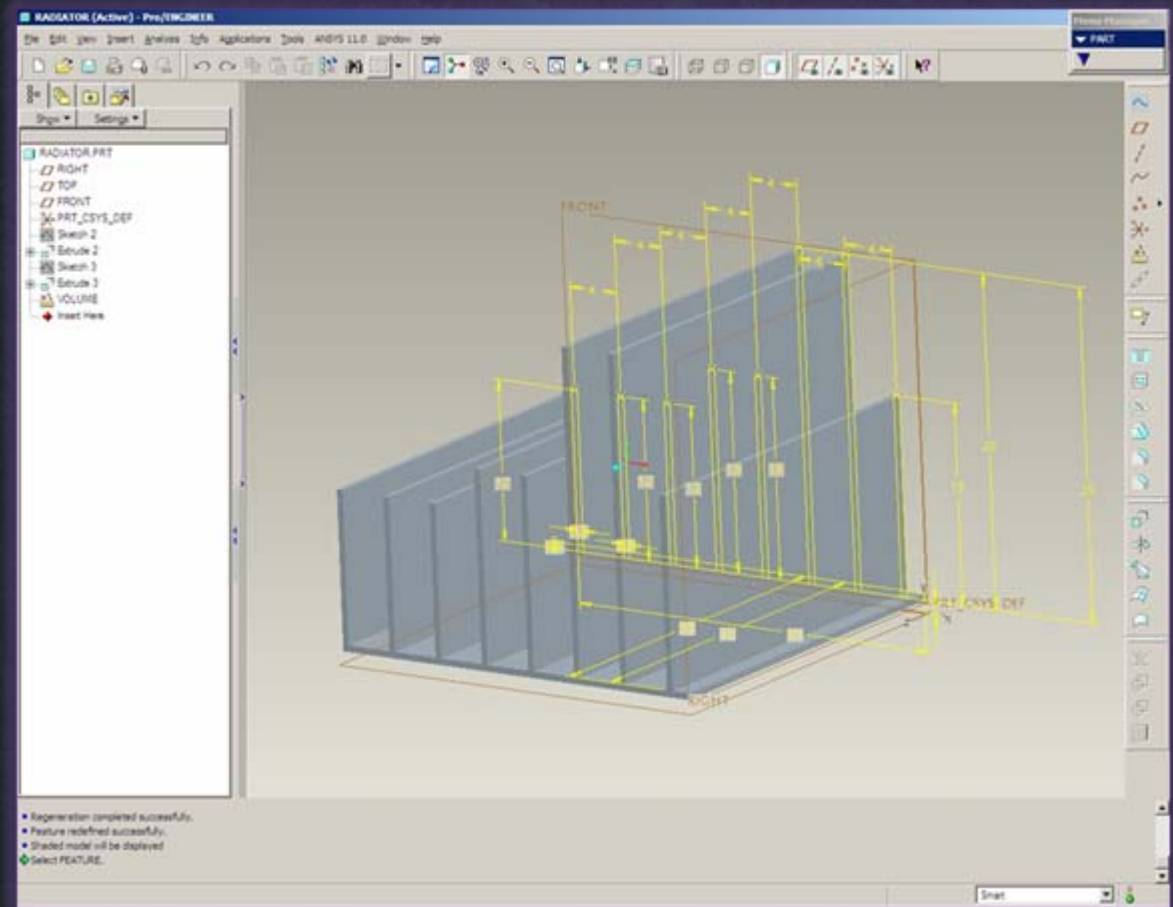 RADIATOR (Active) - Pro/ENGINEER
File Edit View Insert Analysis Info Applications Tools ANSYS 11.0 Window Help
Menu Manager
PART
Show Settings
RADIATOR.PRT
RIGHT
TOP
FRONT
PRT_CSYS_DEF
Sketch 2
Extrude 2
Sketch 3
Extrude 3
VOLUME
Insert Here
FRONT
PRT_CSYS_DEF
RIGHT
Regeneration completed successfully.
Feature redefined successfully.
Shaded model will be displayed
Select FEATURE.
Smart